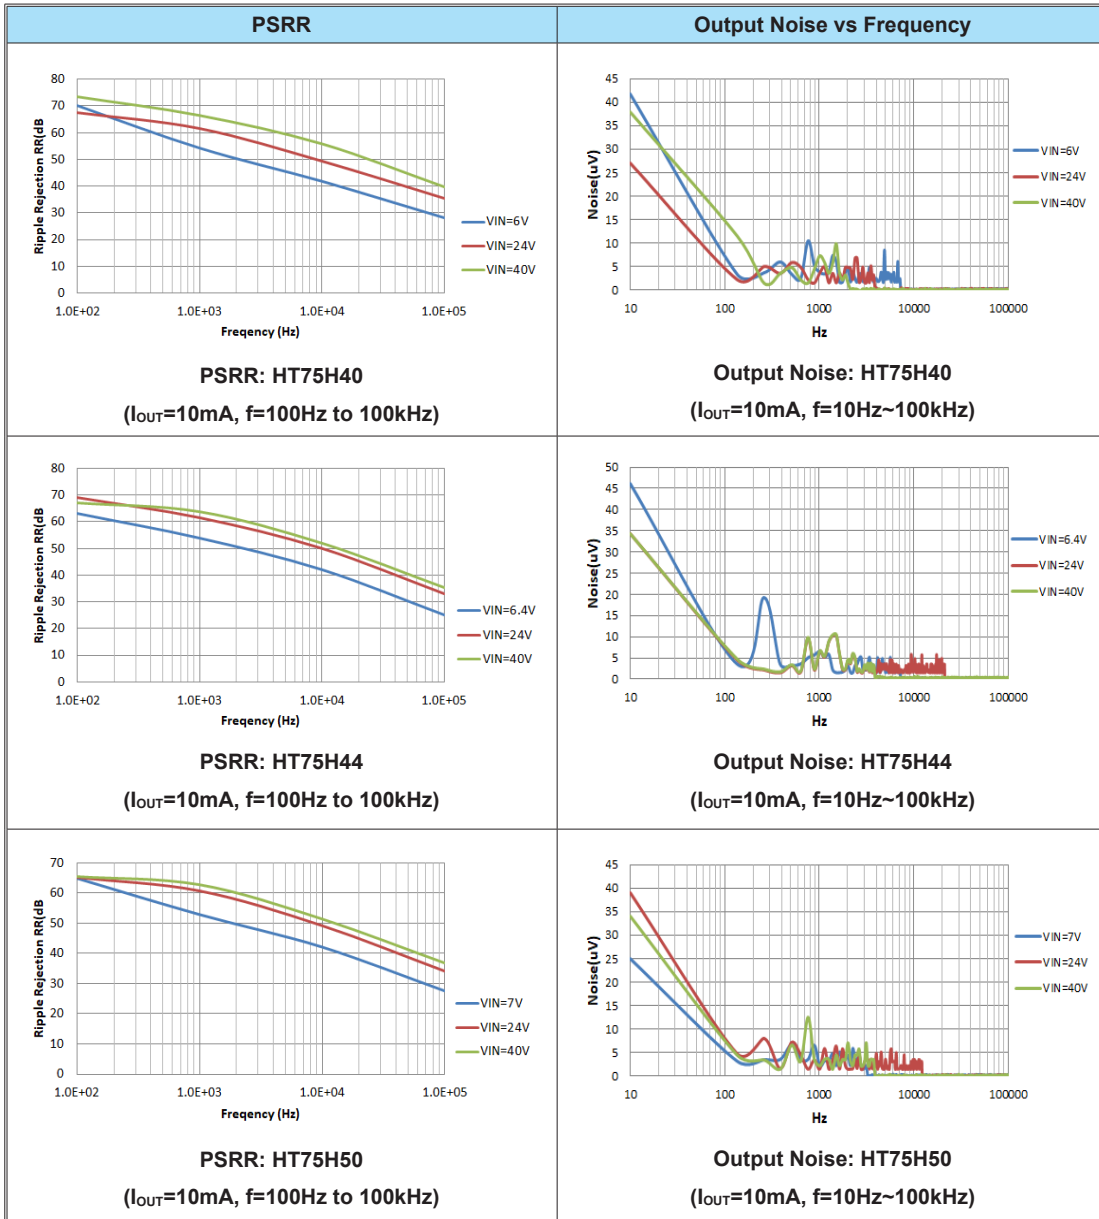 PSRR
Output Noise vs Frequency
Ripple Rejection RR(dB
80
70
60
50
40
30
20
10
0
1.0E+02 1.0E+03 1.0E+04 1.0E+05
Freqency (Hz)
VIN=6V
VIN=24V
VIN=40V
PSRR: HT75H40
(IOUT=10mA, f=100Hz to 100kHz)
Noise(uV)
45
40
35
30
25
20
15
10
5
0
10 100 1000 10000 100000
Hz
VIN=6V
VIN=24V
VIN=40V
Output Noise: HT75H40
(IOUT=10mA, f=10Hz~100kHz)
Ripple Rejection RR(dB
80
70
60
50
40
30
20
10
0
1.0E+02 1.0E+03 1.0E+04 1.0E+05
Freqency (Hz)
VIN=6.4V
VIN=24V
VIN=40V
PSRR: HT75H44
(IOUT=10mA, f=100Hz to 100kHz)
Noise(uV)
50
45
40
35
30
25
20
15
10
5
0
10 100 1000 10000 100000
Hz
VIN=6.4V
VIN=24V
VIN=40V
Output Noise: HT75H44
(IOUT=10mA, f=10Hz~100kHz)
Ripple Rejection RR(dB
70
60
50
40
30
20
10
0
1.0E+02 1.0E+03 1.0E+04 1.0E+05
Freqency (Hz)
VIN=7V
VIN=24V
VIN=40V
PSRR: HT75H50
(IOUT=10mA, f=100Hz to 100kHz)
Noise(uV)
45
40
35
30
25
20
15
10
5
0
10 100 1000 10000 100000
Hz
VIN=7V
VIN=24V
VIN=40V
Output Noise: HT75H50
(IOUT=10mA, f=10Hz~100kHz)